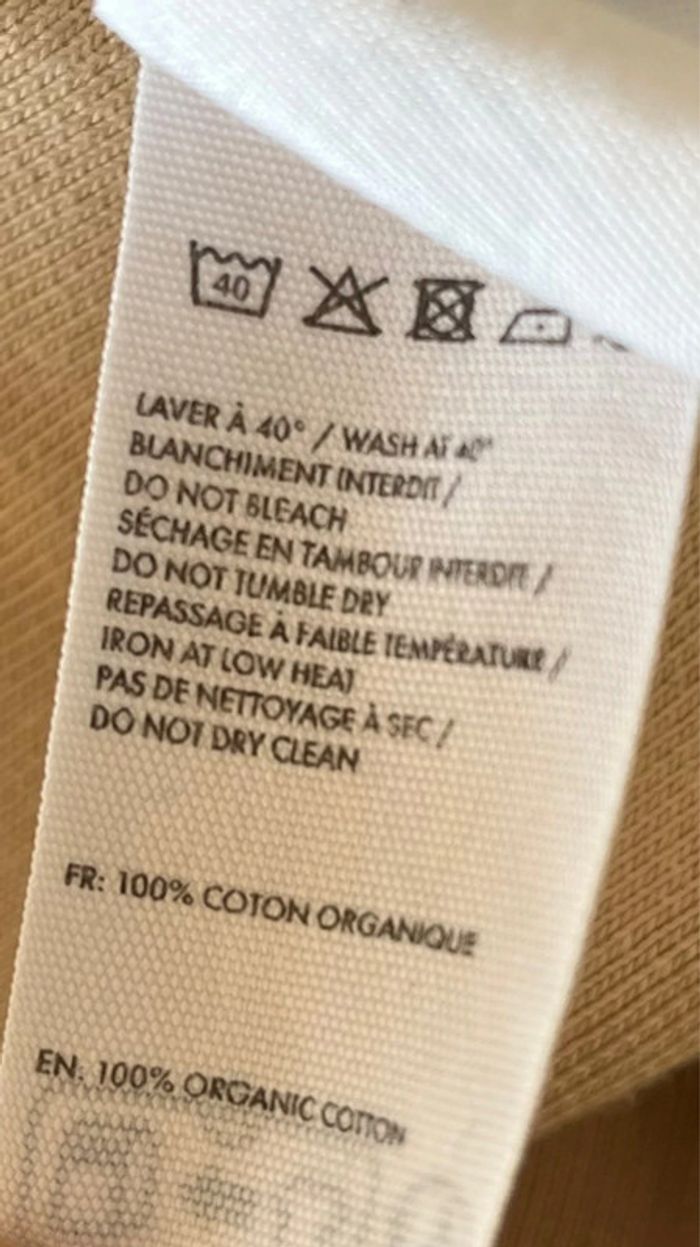 40
LAVER À 40° / WASH AT 40°
BLANCHIMENT INTERDIT /
DO NOT BLEACH
SÉCHAGE EN TAMBOUR INTERDIT /
DO NOT TUMBLE DRY
REPASSAGE À FAIBLE TEMPÉRATURE /
IRON AT LOW HEAT
PAS DE NETTOYAGE À SEC /
DO NOT DRY CLEAN
FR: 100% COTON ORGANIQUE
EN: 100% ORGANIC COTTON